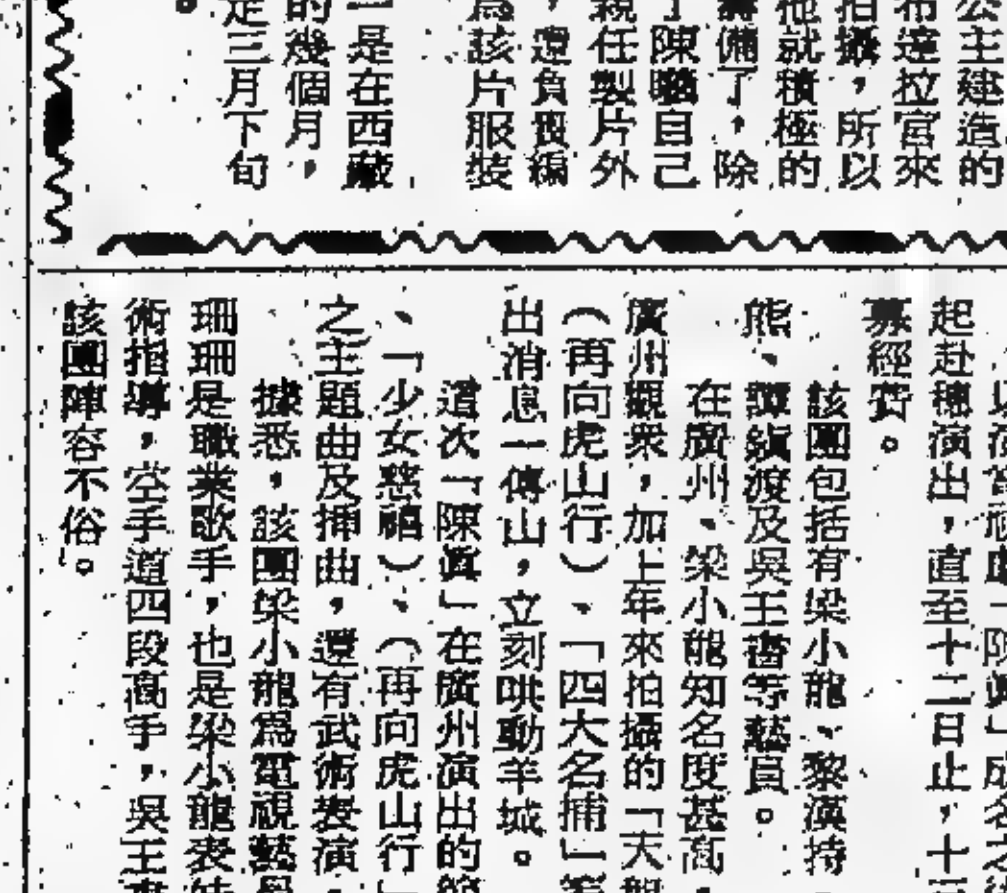 公主建造的
布達拉宮來
拍攝，所以
他就積極的
籌備了，除
了陳聰自己
親任製片外
，還負責編
為該片服裝
一是在西藏
的幾個月，
定三月下旬
。
起赴穗演出，直至十二日止，十
募經費。
該團包括有梁小龍、黎漢持
熊、譚鎮渡及吳王書等藝員。
在廣州、梁小龍知名度甚高，
廣州觀衆，加上年來拍攝的「天
（再向虎山行）、「四大名捕」等
出消息一傳出，立刻哄動羊城。
這次「陳眞」在廣州演出的節
、「少女慈禧）、（再向虎山行」
之主題曲及揷曲，還有武術表演，
據悉，該團梁小龍爲電視藝員
珊珊是職業歌手，也是梁小龍表妹
術指導，空手道四段高手，吳王書
該團陣容不俗。